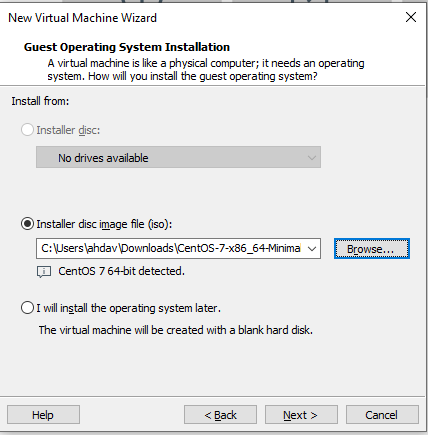 New Virtual Machine Wizard
Guest Operating System Installation
A virtual machine is like a physical computer; it needs an operating
system. How will you install the guest operating system?
Install from:
Installer disc:
No drives available
Installer disc image file (iso):
C:\Users\ahdav\Downloads\CentOS-7-x86_64-Minima
Browse...
CentOS 7 64-bit detected.
I will install the operating system later.
The virtual machine will be created with a blank hard disk.
Help
< Back
Next >
Cancel